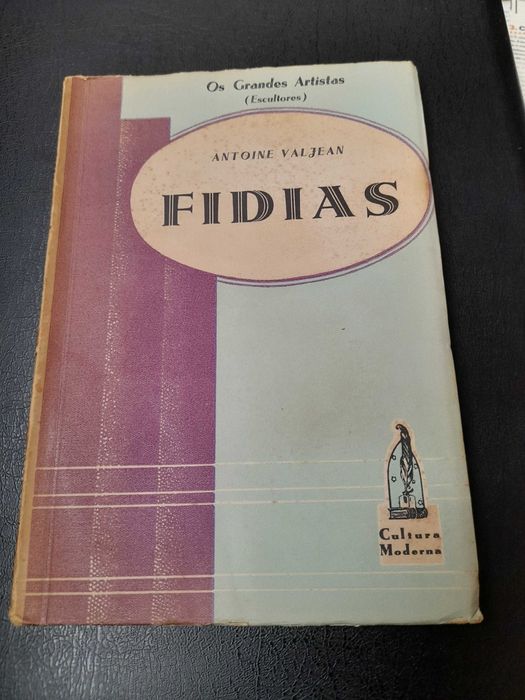 Os Grandes Artistas
(Escultores)
ANTOINE VALJEAN
FIDIAS
Cultura
Moderna